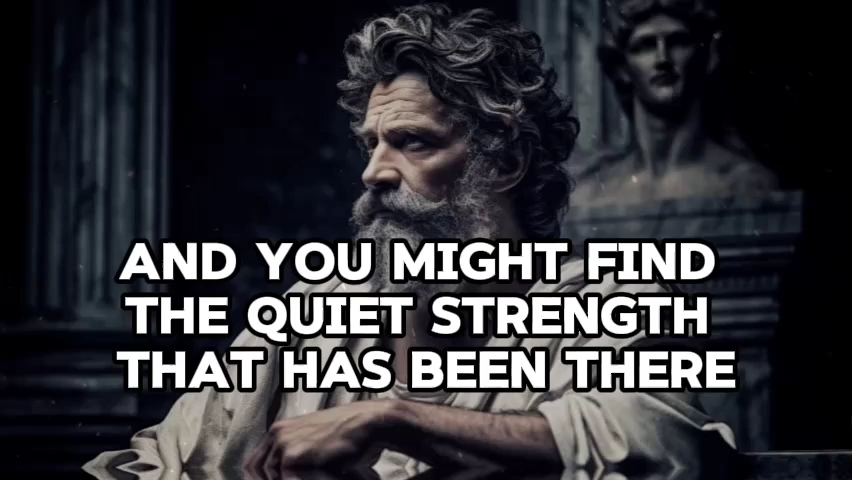 AND YOU MIGHT FIND
THE QUIET STRENGTH
THAT HAS BEEN THERE